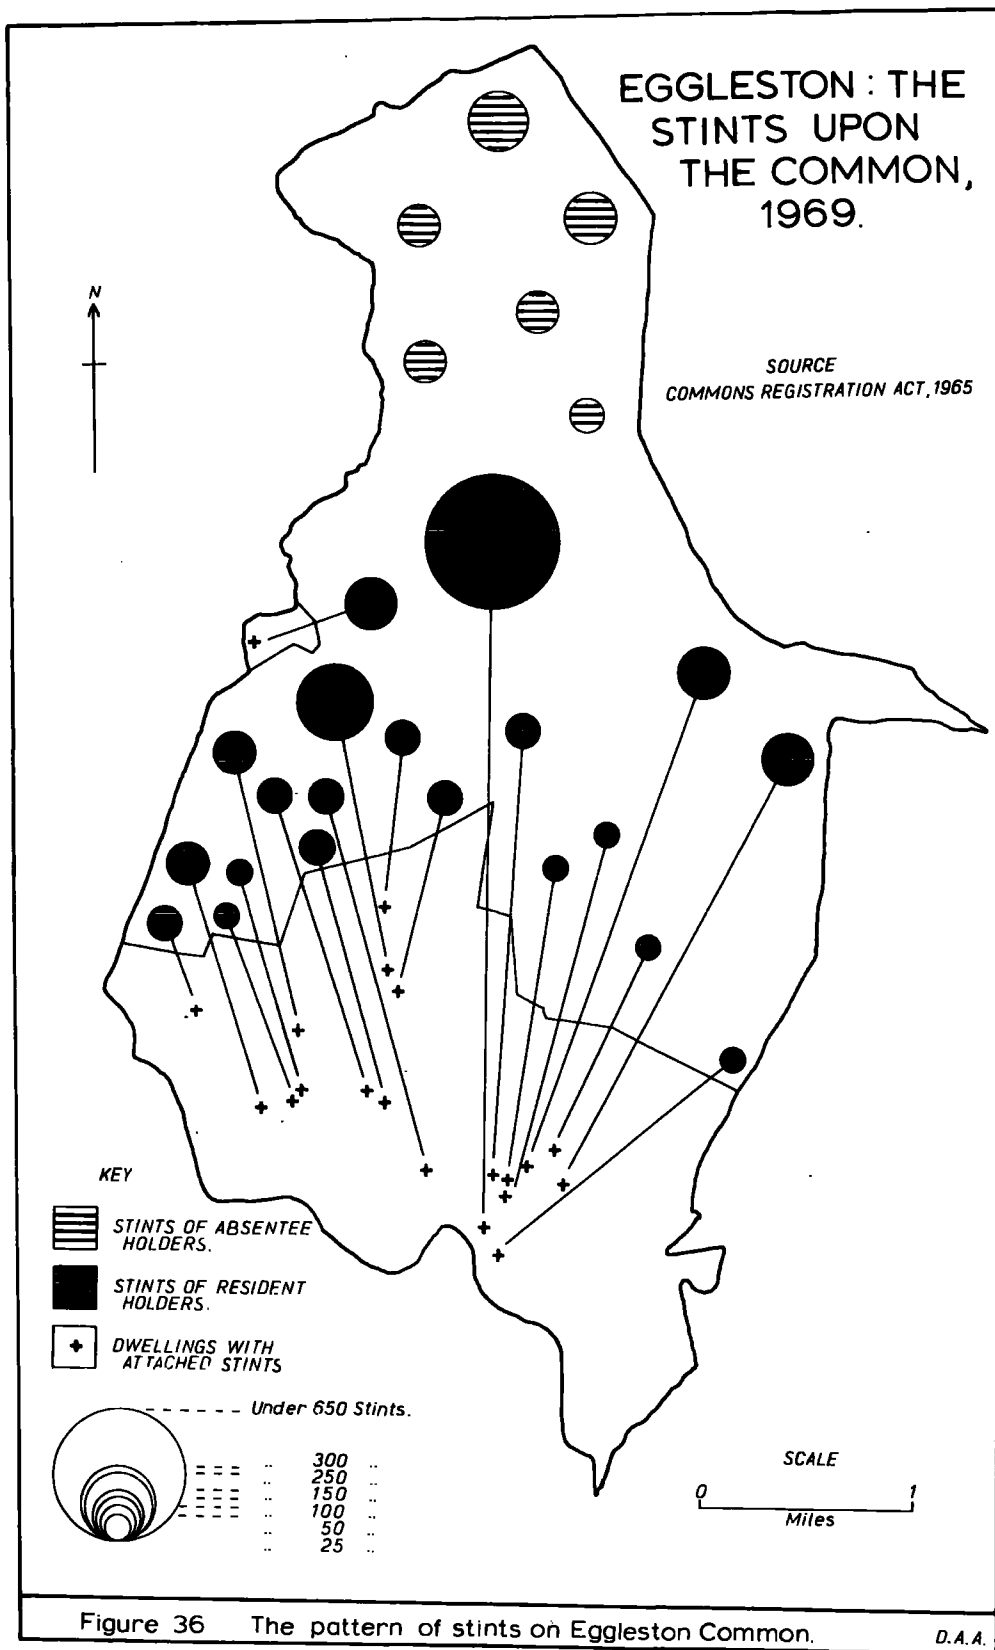 EGGLESTON : THE
STINTS UPON
THE COMMON,
1969.
N
SOURCE
COMMONS REGISTRATION ACT, 1965
KEY
STINTS OF ABSENTEE
HOLDERS.
STINTS OF RESIDENT
HOLDERS.
DWELLINGS WITH
ATTACHED STINTS
Under 650 Stints.
.. 300 ..
.. 250 ..
.. 150 ..
.. 100 ..
.. 50 ..
.. 25 ..
SCALE
0 1
Miles
Figure 36 The pattern of stints on Eggleston Common.
D.A.A.